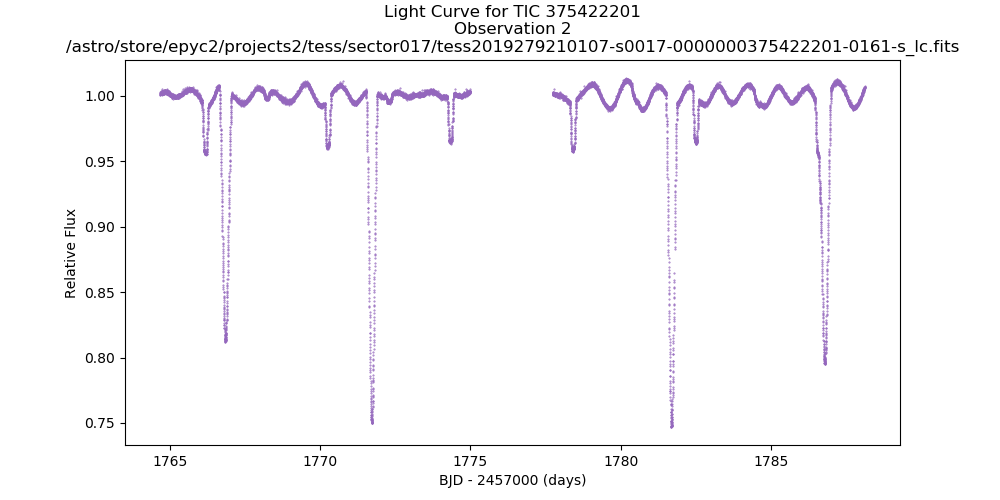 Light Curve for TIC 375422201
Observation 2
/astro/store/epyc2/projects2/tess/sector017/tess2019279210107-s0017-0000000375422201-0161-s_lc.fits
1.00
0.95
0.90
0.85
0.80
0.75
Relative Flux
1765
1770
1775
1780
1785
BJD - 2457000 (days)